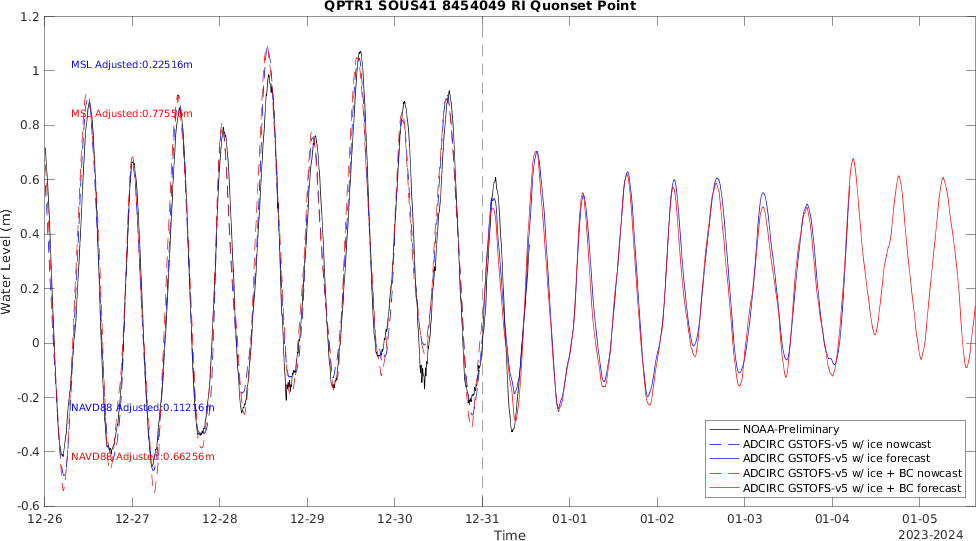 QPTR1 SOUS41 8454049 RI Quonset Point
1.2
1
0.8
0.6
0.4
0.2
0
-0.2
-0.4
-0.6
Water Level (m)
MSL Adjusted:0.22516m
MSL Adjusted:0.77556m
NAVD88 Adjusted:0.11216m
NAVD88 Adjusted:0.66256m
NOAA-Preliminary
ADCIRC GSTOFS-v5 w/ ice nowcast
ADCIRC GSTOFS-v5 w/ ice forecast
ADCIRC GSTOFS-v5 w/ ice + BC nowcast
ADCIRC GSTOFS-v5 w/ ice + BC forecast
12-26 12-27 12-28 12-29 12-30 12-31 01-01 01-02 01-03 01-04 01-05
Time
2023-2024